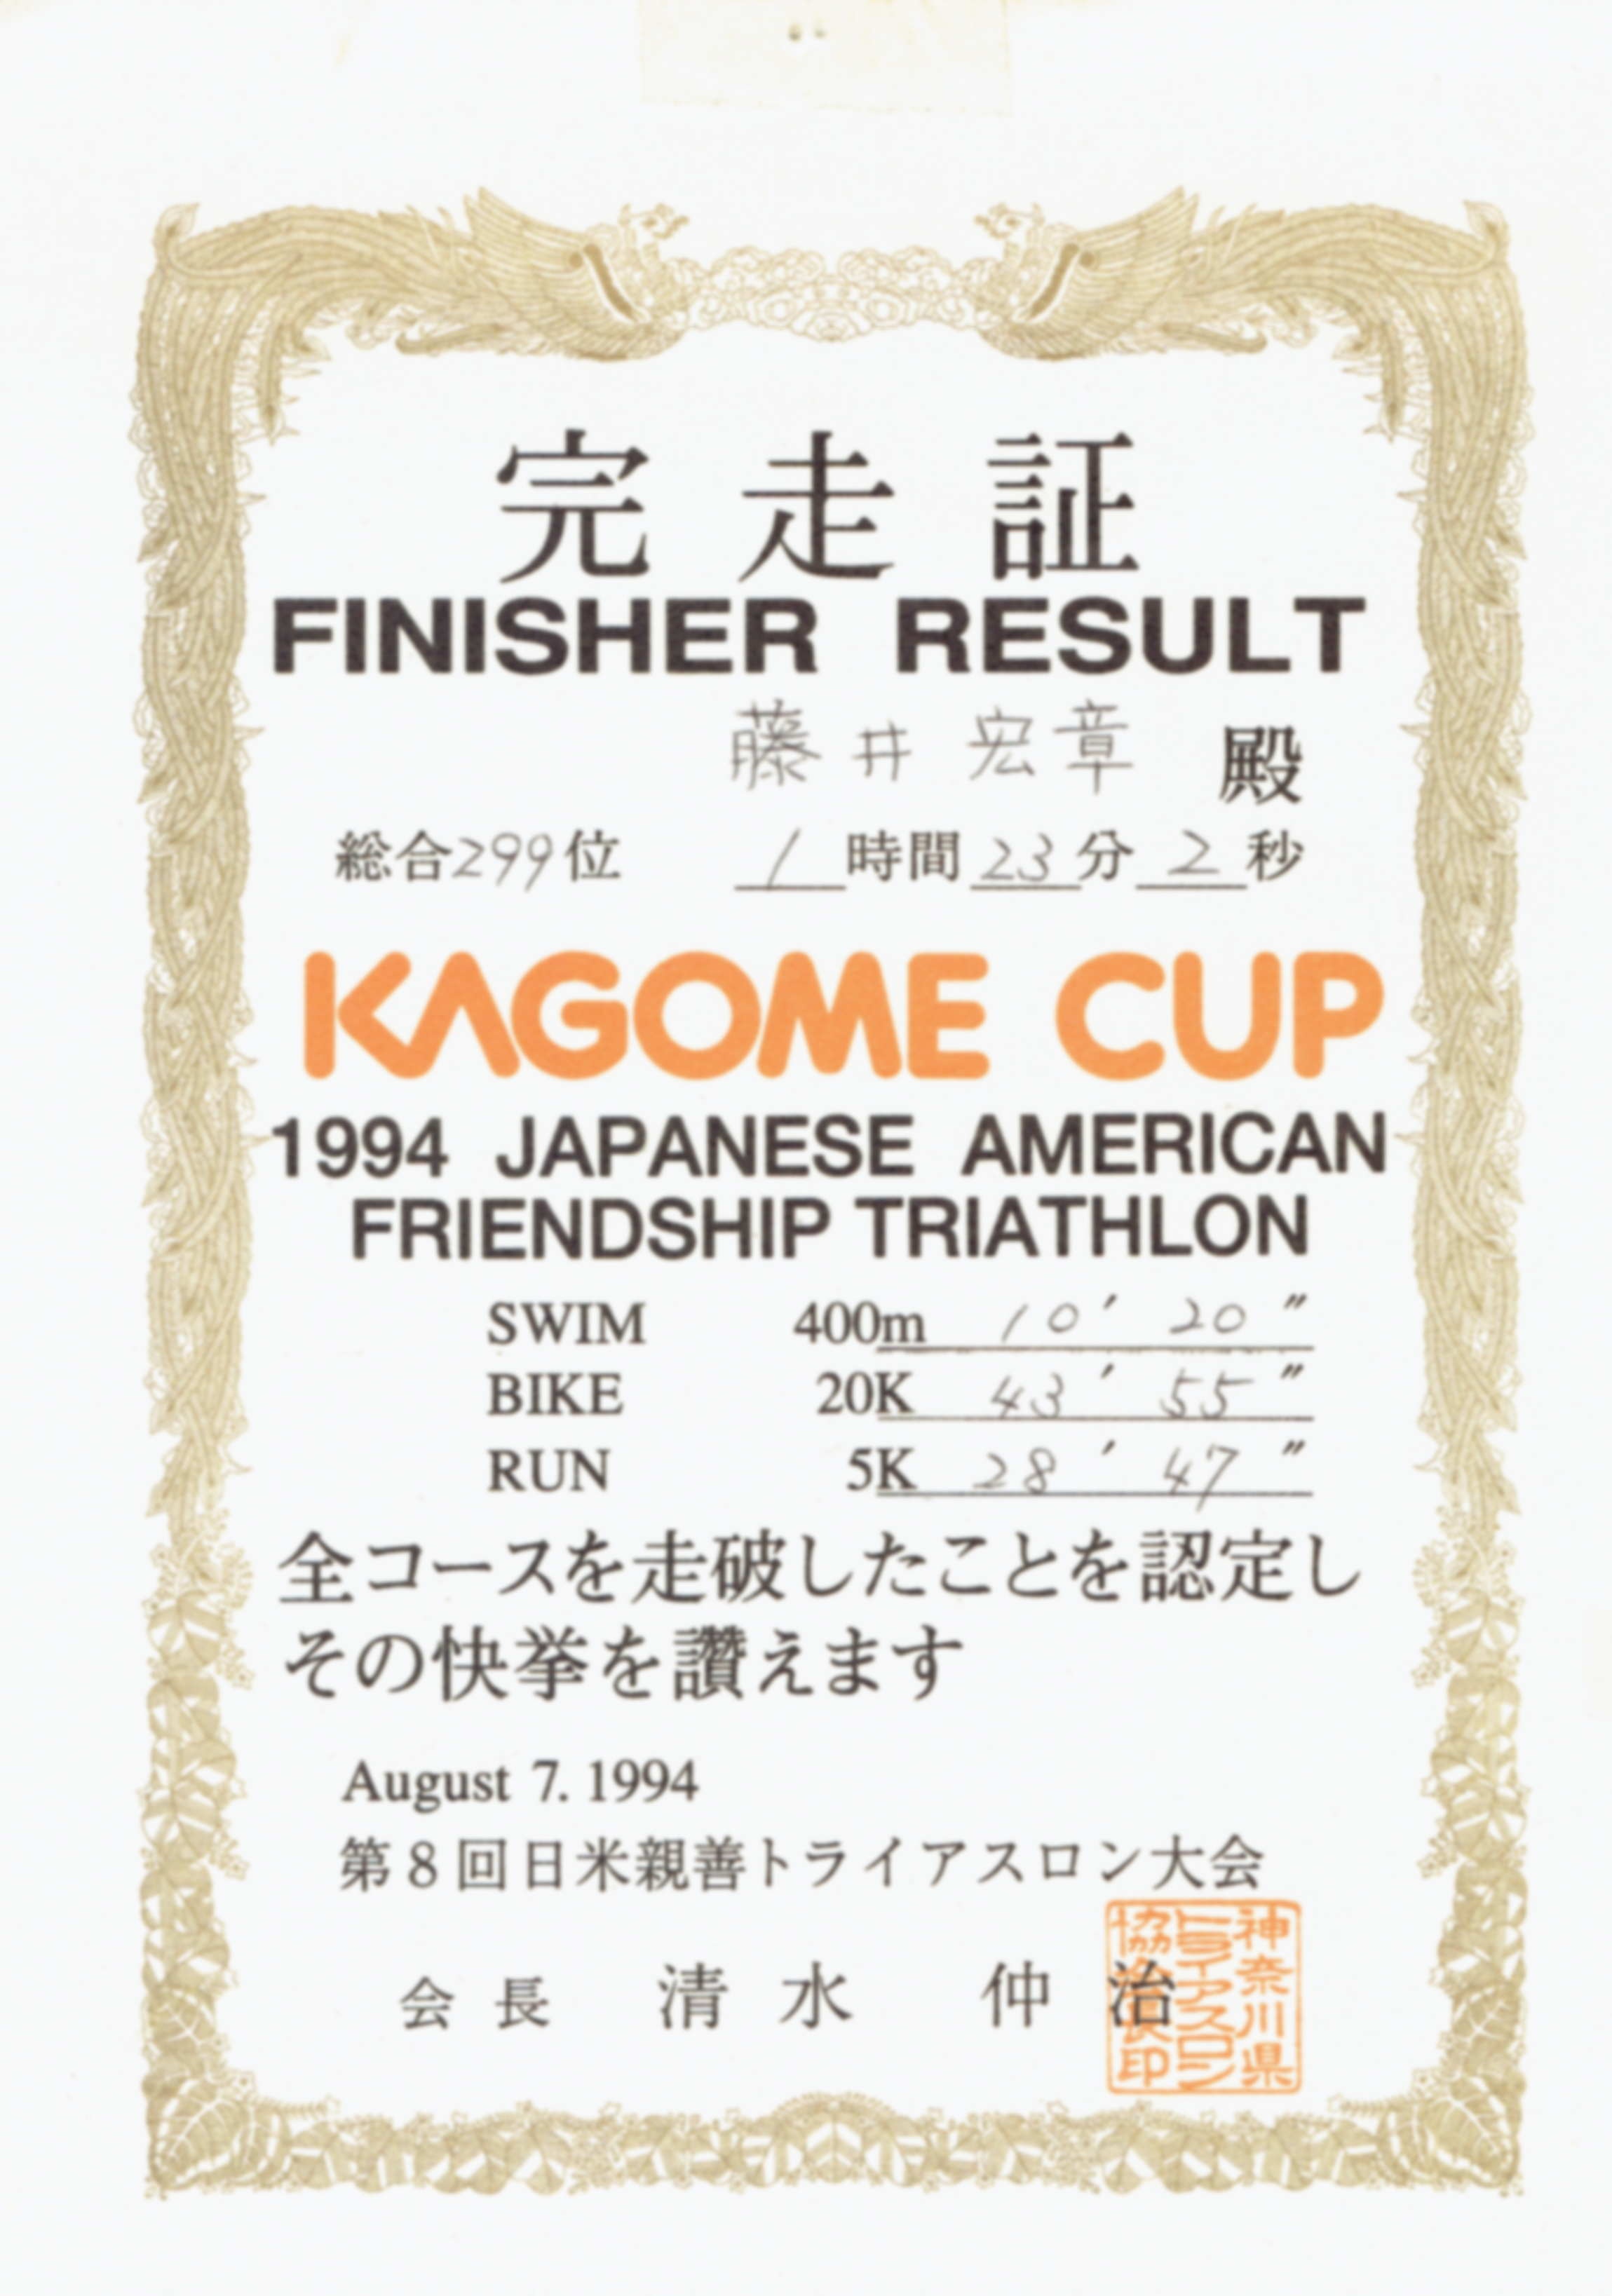 完走証
FINISHER RESULT
藤井 宏章 殿
総合299位 1時間23分2秒
KAGOME CUP
1994 JAPANESE AMERICAN
FRIENDSHIP TRIATHLON
SWIM 400m 10′ 20″
BIKE 20K 43′ 55″
RUN 5K 28′ 47″
全コースを走破したことを認定し
その快挙を讃えます
August 7. 1994
第8回日米親善トライアスロン大会
会長 清水 仲治
神奈川県
トライアスロン
協会長印